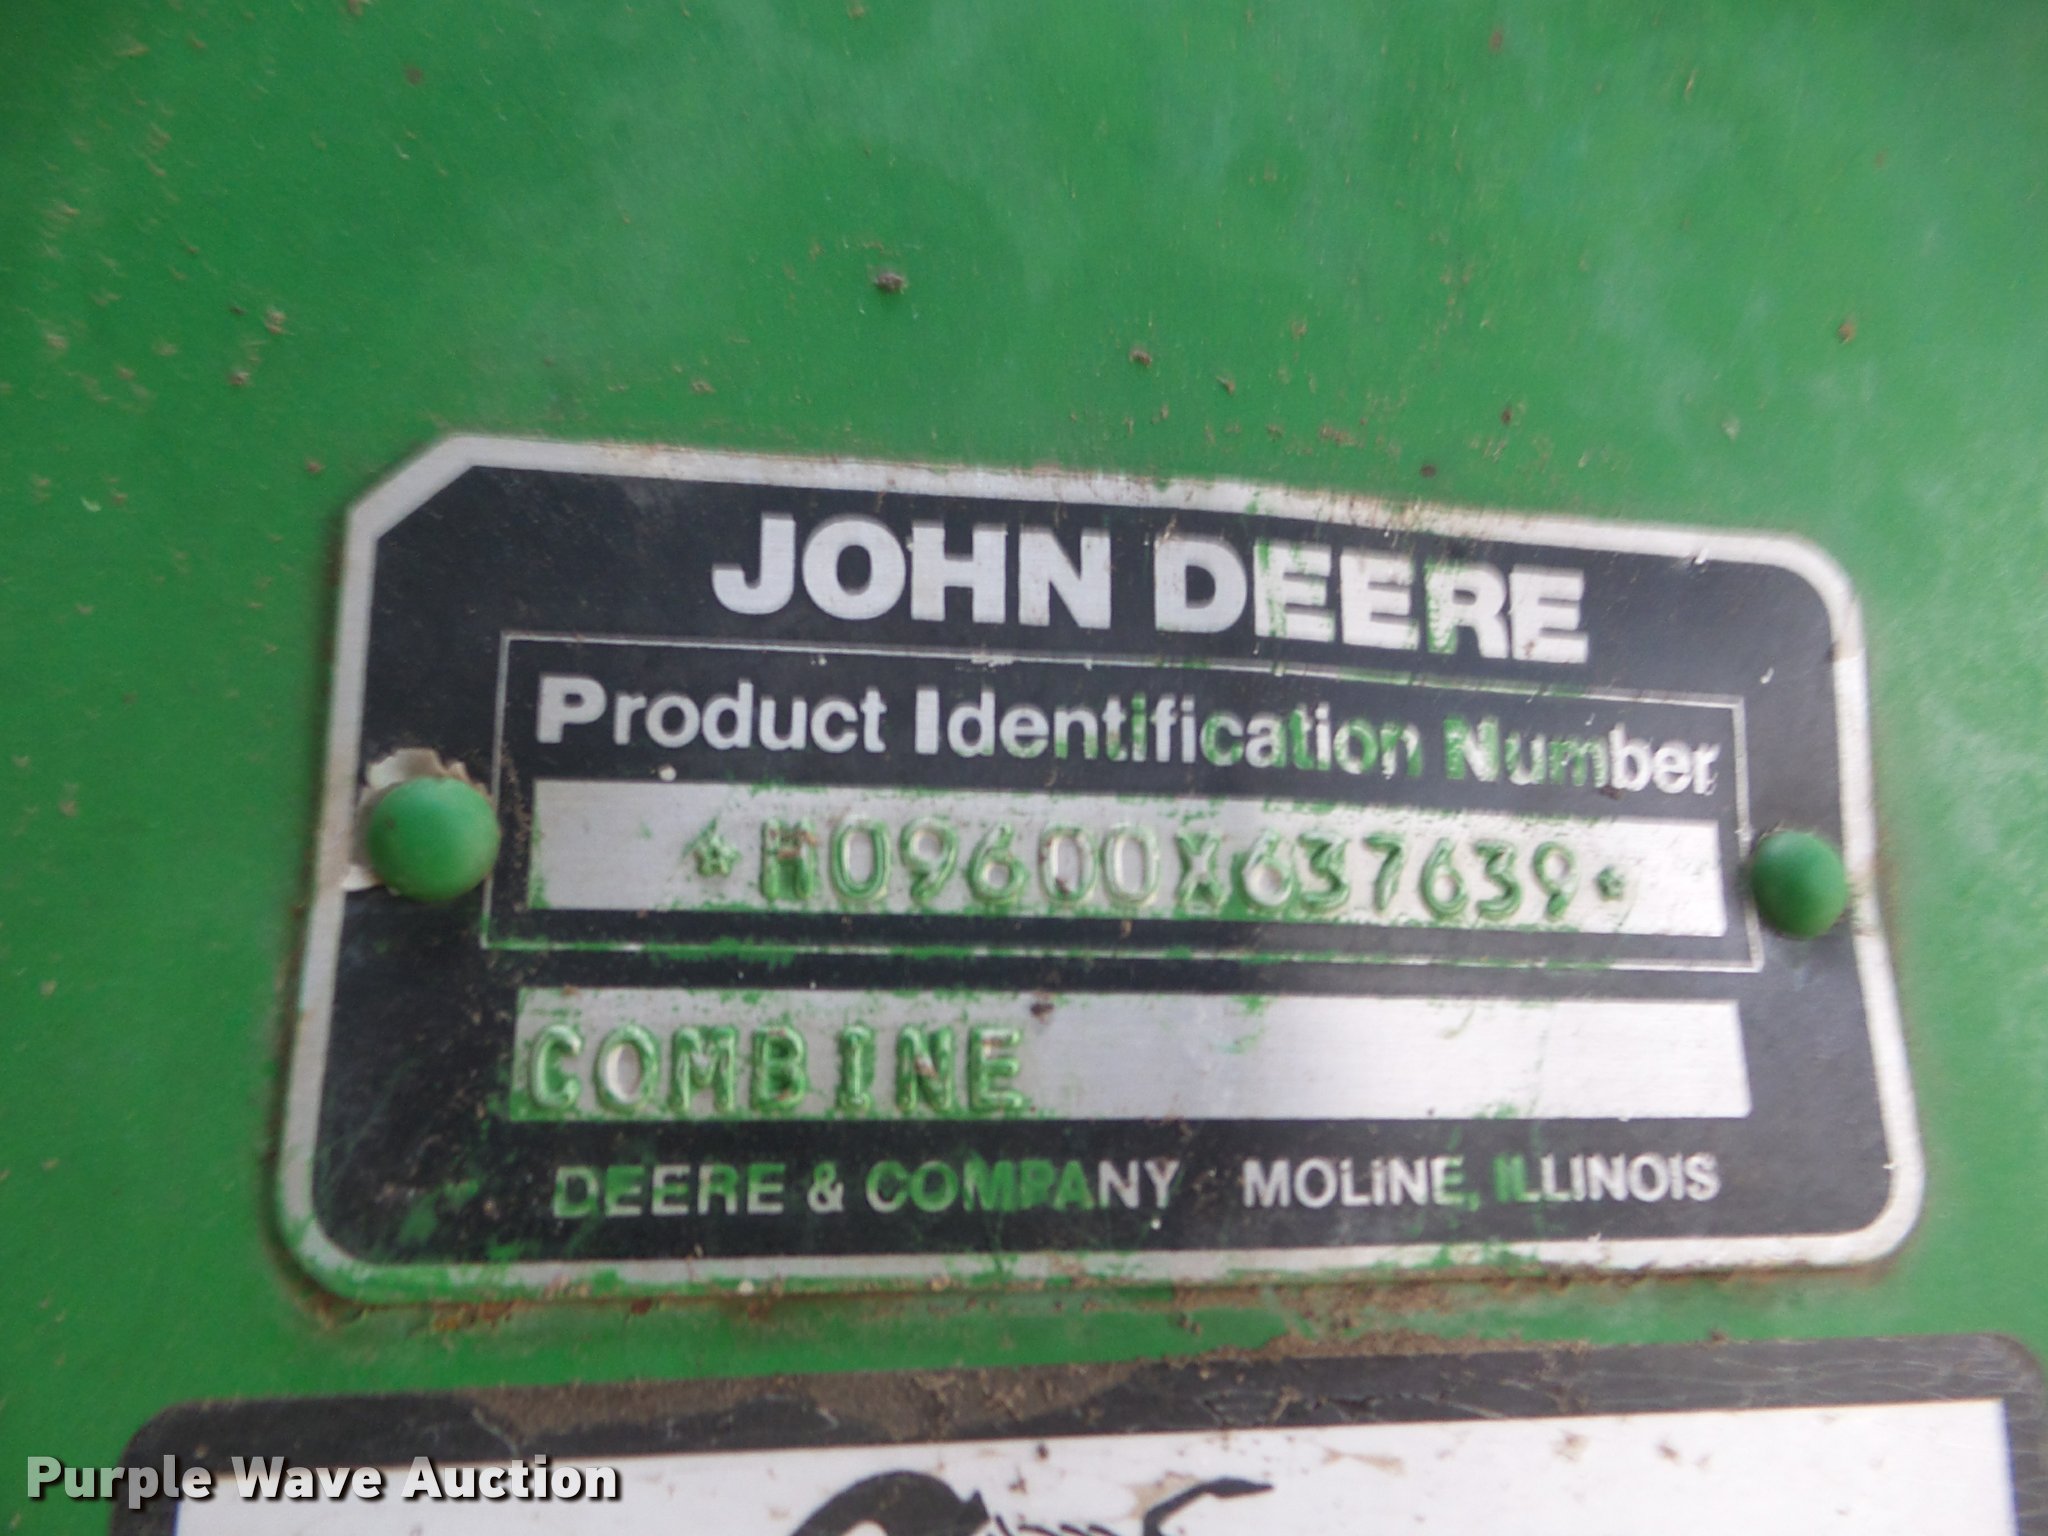 JOHN DEERE
Product Identification Number
*H09600X637639*
COMBINE
DEERE & COMPANY MOLINE, ILLINOIS
Purple Wave Auction